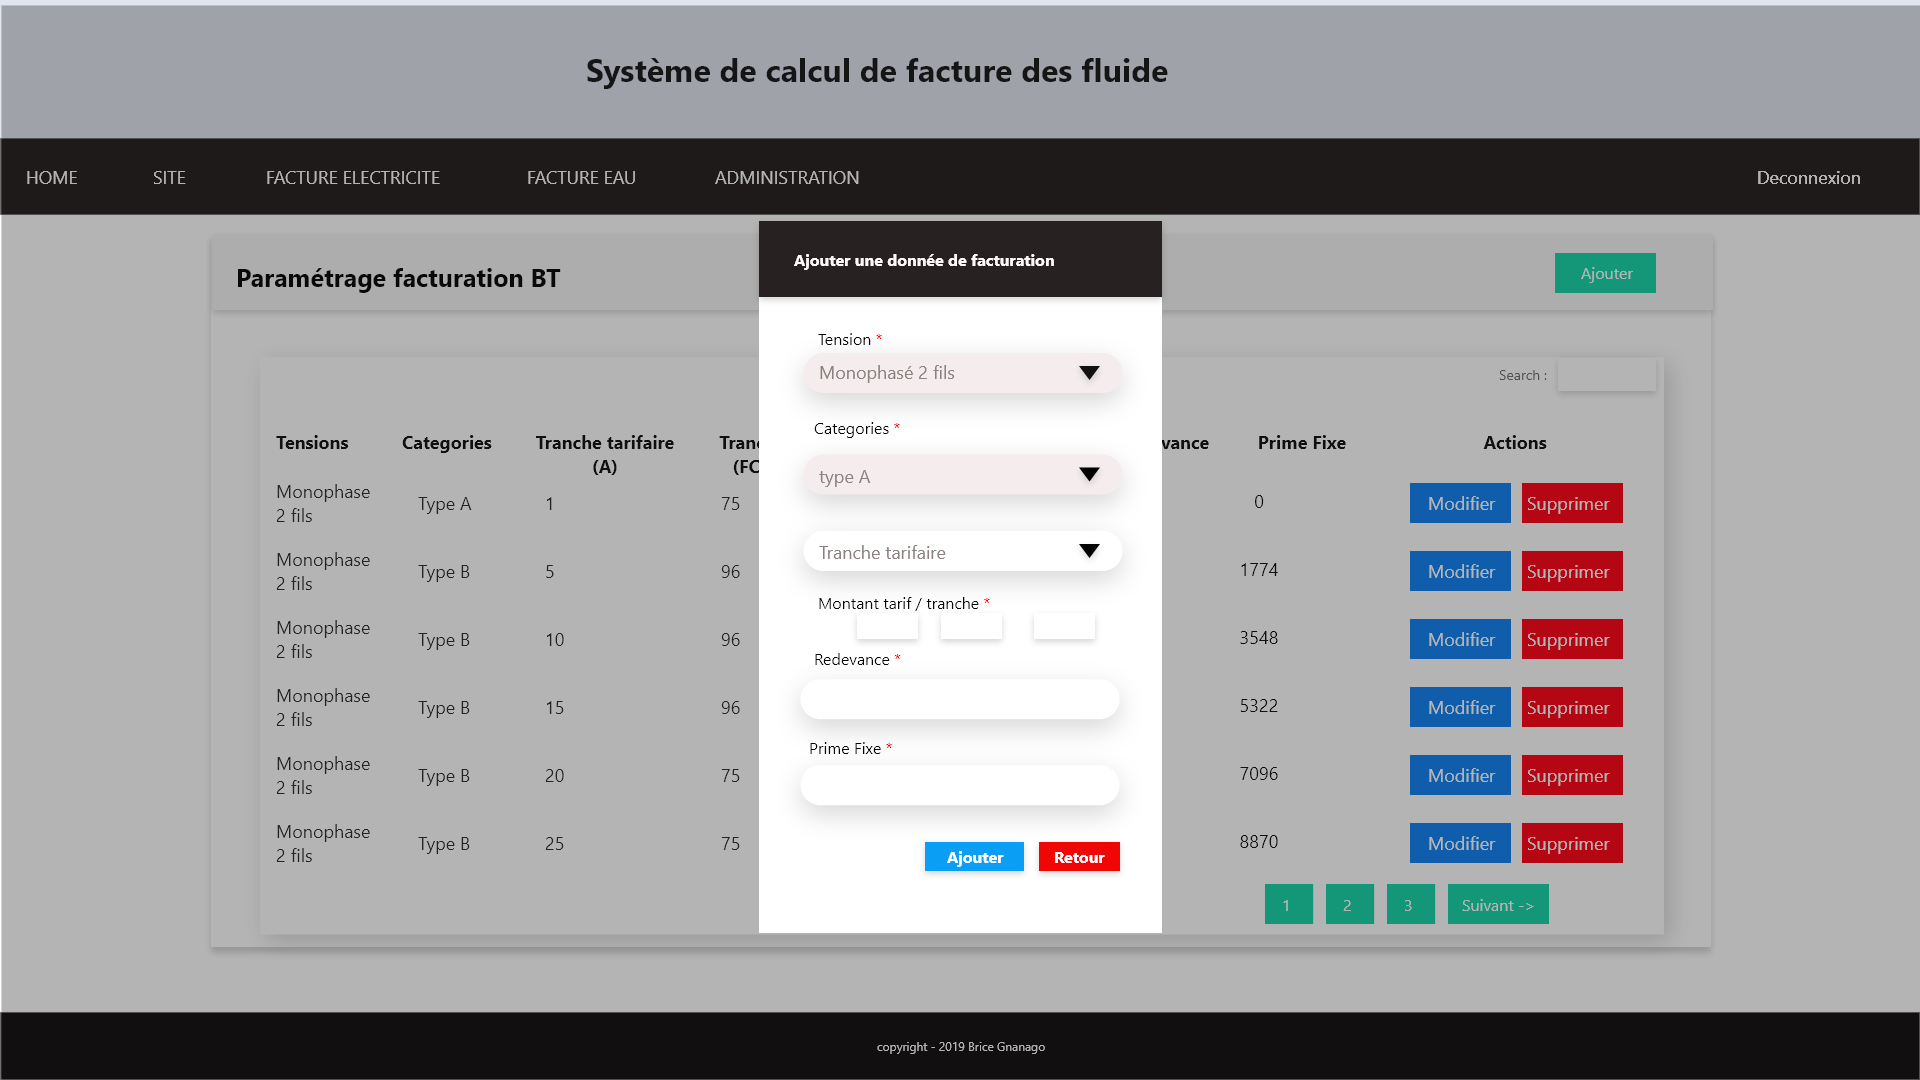 Système de calcul de facture des fluide
HOME SITE FACTURE ELECTRICITE FACTURE EAU ADMINISTRATION Deconnexion
Paramétrage facturation BT
Ajouter
Search :
Tensions Categories Tranche tarifaire (A) Tran (FC vance Prime Fixe Actions
Monophase 2 fils Type A 1 75 0 Modifier Supprimer
Monophase 2 fils Type B 5 96 1774 Modifier Supprimer
Monophase 2 fils Type B 10 96 3548 Modifier Supprimer
Monophase 2 fils Type B 15 96 5322 Modifier Supprimer
Monophase 2 fils Type B 20 75 7096 Modifier Supprimer
Monophase 2 fils Type B 25 75 8870 Modifier Supprimer
1 2 3 Suivant ->
Ajouter une donnée de facturation
Tension *
Monophasé 2 fils
Categories *
type A
Tranche tarifaire
Montant tarif / tranche *
Redevance *
Prime Fixe *
Ajouter Retour
copyright - 2019 Brice Gnanago